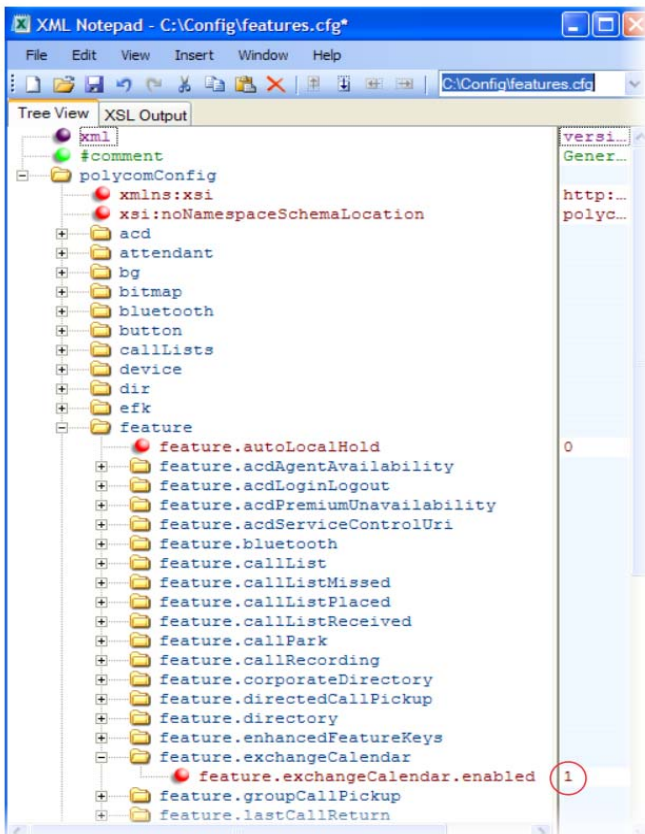 XML Notepad - C:\Config\features.cfg*
File Edit View Insert Window Help
C:\Config\features.cfg
Tree View XSL Output
xml versi...
#comment Gener...
polycomConfig
xmlns:xsi http:...
xsi:noNamespaceSchemaLocation polyc...
acd
attendant
bg
bitmap
bluetooth
button
callLists
device
dir
efk
feature
feature.autoLocalHold 0
feature.acdAgentAvailability
feature.acdLoginLogout
feature.acdPremiumUnavailability
feature.acdServiceControlUri
feature.bluetooth
feature.callList
feature.callListMissed
feature.callListPlaced
feature.callListReceived
feature.callPark
feature.callRecording
feature.corporateDirectory
feature.directedCallPickup
feature.directory
feature.enhancedFeatureKeys
feature.exchangeCalendar
feature.exchangeCalendar.enabled 1
feature.groupCallPickup
feature.lastCallReturn